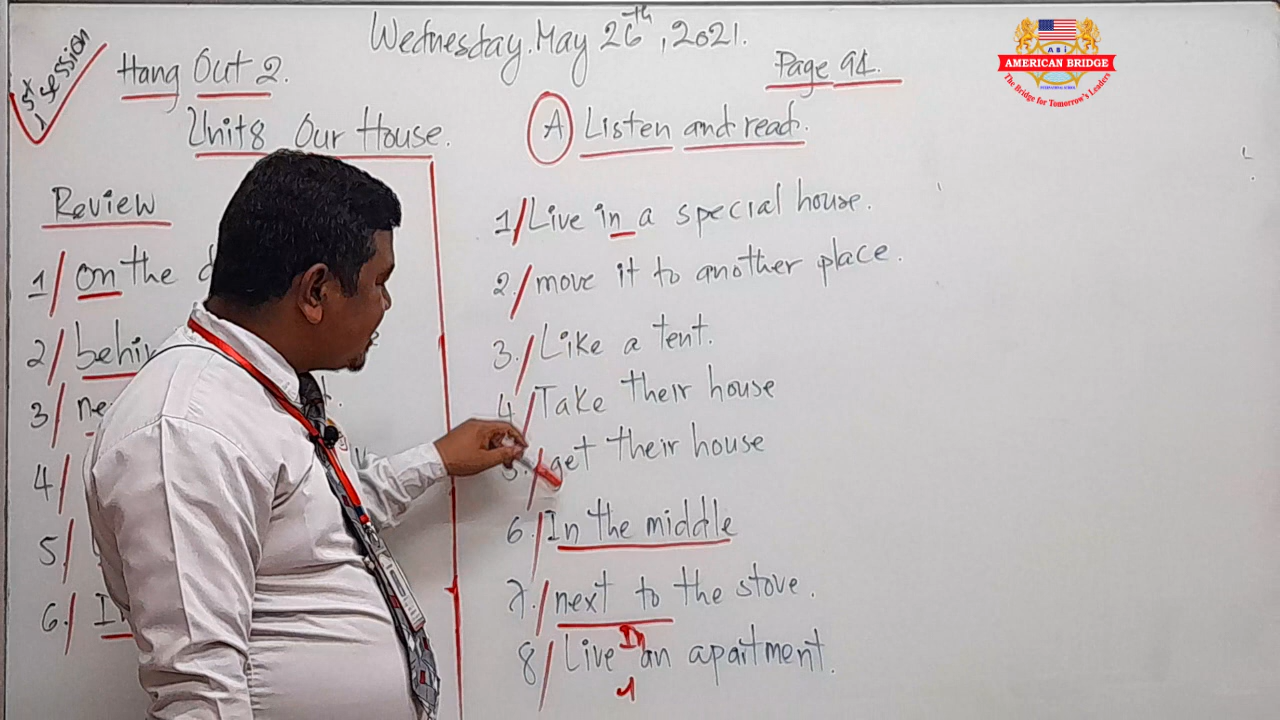 Wednesday. May 26th, 2021.
Session
Hang Out 2.
Page 91.
Unit 8 Our House.
A Listen and read.
Review
1/ on the
2/ behin
3/
4/
5/
6./
1/ Live in a special house.
2./ move it to another place.
3./ Like a tent.
4./ Take their house
5./ get their house
6./ In the middle
7./ next to the stove.
8/ Live In an apartment.
ABi
AMERICAN BRIDGE
The Bridge for Tomorrow's Leaders